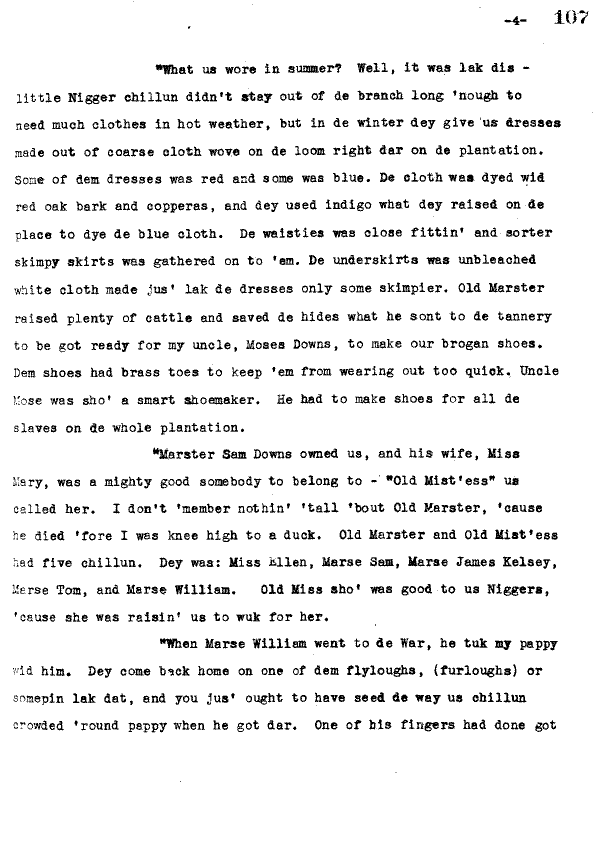 -4- 107
"What us wore in summer? Well, it was lak dis -
little Nigger chillun didn't stay out of de branch long 'nough to
need much clothes in hot weather, but in de winter dey give us dresses
made out of coarse cloth wove on de loom right dar on de plantation.
Some of dem dresses was red and some was blue. De cloth was dyed wid
red oak bark and copperas, and dey used indigo what dey raised on de
place to dye de blue cloth. De waisties was close fittin' and sorter
skimpy skirts was gathered on to 'em. De underskirts was unbleached
white cloth made jus' lak de dresses only some skimpier. Old Marster
raised plenty of cattle and saved de hides what he sont to de tannery
to be got ready for my uncle, Moses Downs, to make our brogan shoes.
Dem shoes had brass toes to keep 'em from wearing out too quick. Uncle
Mose was sho' a smart shoemaker. He had to make shoes for all de
slaves on de whole plantation.
"Marster Sam Downs owned us, and his wife, Miss
Mary, was a mighty good somebody to belong to - "Old Mist'ess" us
called her. I don't 'member nothin' 'tall 'bout Old Marster, 'cause
he died 'fore I was knee high to a duck. Old Marster and Old Mist'ess
had five chillun. Dey was: Miss Ellen, Marse Sam, Marse James Kelsey,
Marse Tom, and Marse William. Old Miss sho' was good to us Niggers,
'cause she was raisin' us to wuk for her.
"When Marse William went to de War, he tuk my pappy
wid him. Dey come back home on one of dem flyloughs, (furloughs) or
somepin lak dat, and you jus' ought to have seed de way us chillun
crowded 'round pappy when he got dar. One of his fingers had done got